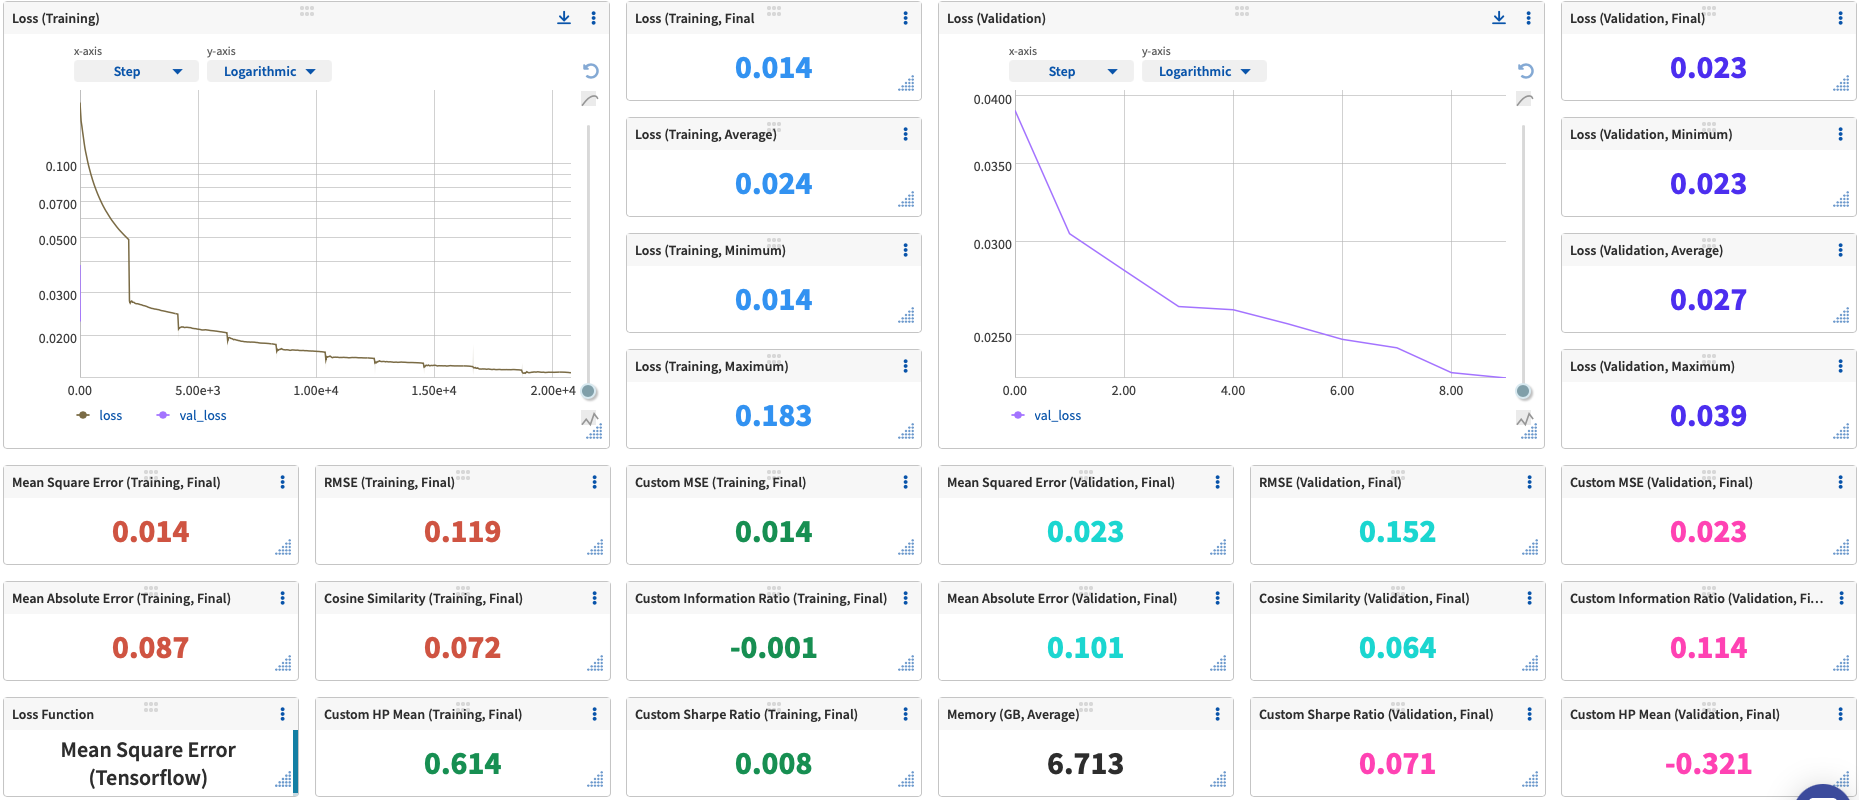 Loss (Training)
x-axis
y-axis
Step
Logarithmic
0.100
0.0700
0.0500
0.0300
0.0200
0.00
5.00e+3
1.00e+4
1.50e+4
2.00e+4
loss
val_loss
Loss (Training, Final
0.014
Loss (Training, Average)
0.024
Loss (Training, Minimum)
0.014
Loss (Training, Maximum)
0.183
Loss (Validation)
x-axis
y-axis
Step
Logarithmic
0.0400
0.0350
0.0300
0.0250
0.00
2.00
4.00
6.00
8.00
val_loss
Loss (Validation, Final)
0.023
Loss (Validation, Minimum)
0.023
Loss (Validation, Average)
0.027
Loss (Validation, Maximum)
0.039
Mean Square Error (Training, Final)
0.014
RMSE (Training, Final)
0.119
Custom MSE (Training, Final)
0.014
Mean Squared Error (Validation, Final)
0.023
RMSE (Validation, Final)
0.152
Custom MSE (Validation, Final)
0.023
Mean Absolute Error (Training, Final)
0.087
Cosine Similarity (Training, Final)
0.072
Custom Information Ratio (Training, Final)
-0.001
Mean Absolute Error (Validation, Final)
0.101
Cosine Similarity (Validation, Final)
0.064
Custom Information Ratio (Validation, Fi...
0.114
Loss Function
Mean Square Error
(Tensorflow)
Custom HP Mean (Training, Final)
0.614
Custom Sharpe Ratio (Training, Final)
0.008
Memory (GB, Average)
6.713
Custom Sharpe Ratio (Validation, Final)
0.071
Custom HP Mean (Validation, Final)
-0.321